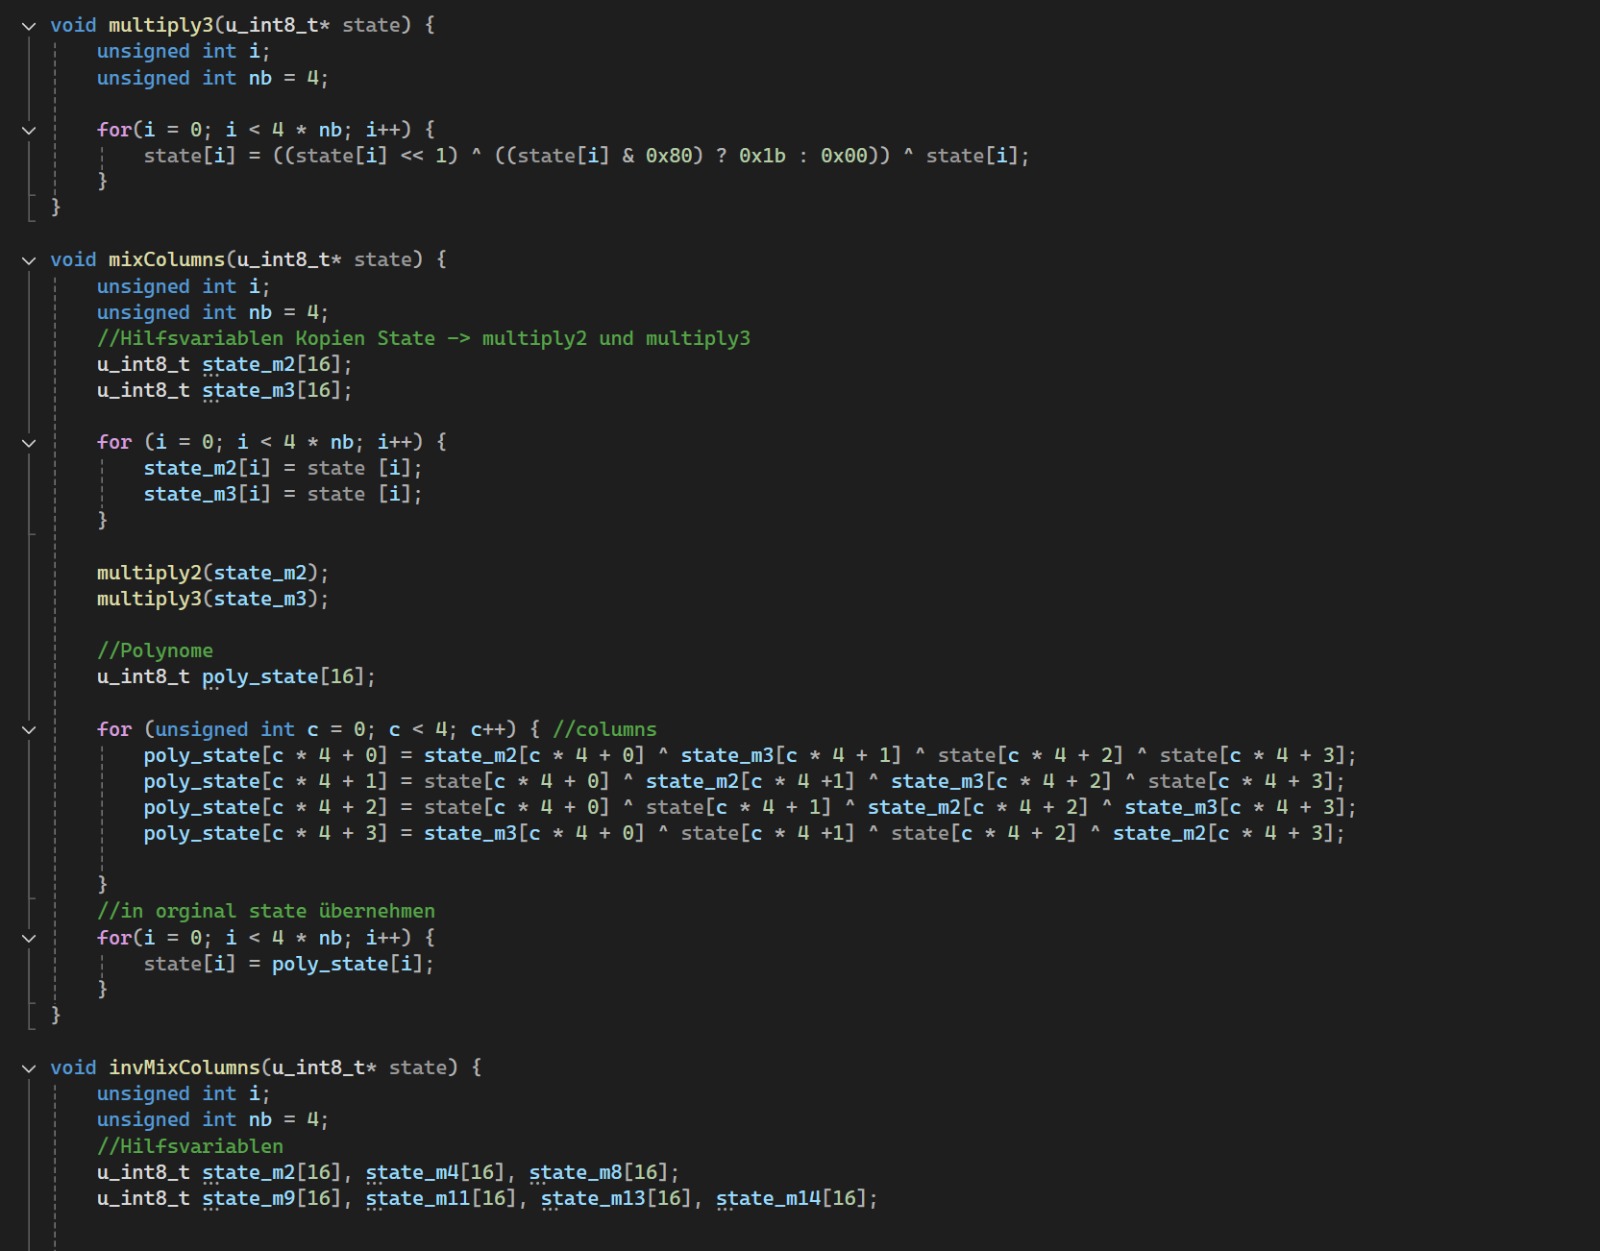 void multiply3(u_int8_t* state) {
unsigned int i;
unsigned int nb = 4;
for(i = 0; i < 4 * nb; i++) {
state[i] = ((state[i] << 1) ^ ((state[i] & 0x80) ? 0x1b : 0x00)) ^ state[i];
}
}
void mixColumns(u_int8_t* state) {
unsigned int i;
unsigned int nb = 4;
//Hilfsvariablen Kopien State -> multiply2 und multiply3
u_int8_t state_m2[16];
u_int8_t state_m3[16];
for (i = 0; i < 4 * nb; i++) {
state_m2[i] = state [i];
state_m3[i] = state [i];
}
multiply2(state_m2);
multiply3(state_m3);
//Polynome
u_int8_t poly_state[16];
for (unsigned int c = 0; c < 4; c++) { //columns
poly_state[c * 4 + 0] = state_m2[c * 4 + 0] ^ state_m3[c * 4 + 1] ^ state[c * 4 + 2] ^ state[c * 4 + 3];
poly_state[c * 4 + 1] = state[c * 4 + 0] ^ state_m2[c * 4 +1] ^ state_m3[c * 4 + 2] ^ state[c * 4 + 3];
poly_state[c * 4 + 2] = state[c * 4 + 0] ^ state[c * 4 + 1] ^ state_m2[c * 4 + 2] ^ state_m3[c * 4 + 3];
poly_state[c * 4 + 3] = state_m3[c * 4 + 0] ^ state[c * 4 +1] ^ state[c * 4 + 2] ^ state_m2[c * 4 + 3];
}
//in orginal state übernehmen
for(i = 0; i < 4 * nb; i++) {
state[i] = poly_state[i];
}
}
void invMixColumns(u_int8_t* state) {
unsigned int i;
unsigned int nb = 4;
//Hilfsvariablen
u_int8_t state_m2[16], state_m4[16], state_m8[16];
u_int8_t state_m9[16], state_m11[16], state_m13[16], state_m14[16];